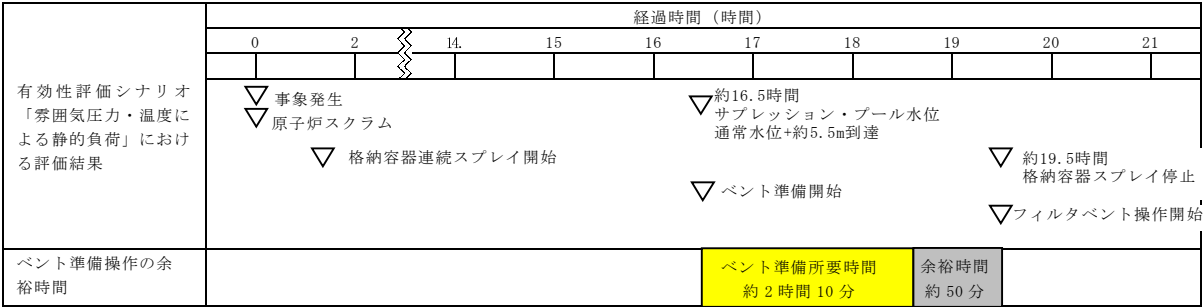 経過時間（時間）
0 2 14. 15 16 17 18 19 20 21
有効性評価シナリオ
「雰囲気圧力・温度に
よる静的負荷」におけ
る評価結果
事象発生
原子炉スクラム
格納容器連続スプレイ開始
約16.5時間
サプレッション・プール水位
通常水位+約5.5m到達
ベント準備開始
約19.5時間
格納容器スプレイ停止
フィルタベント操作開始
ベント準備操作の余
裕時間
ベント準備所要時間
約２時間 10 分
余裕時間
約 50 分